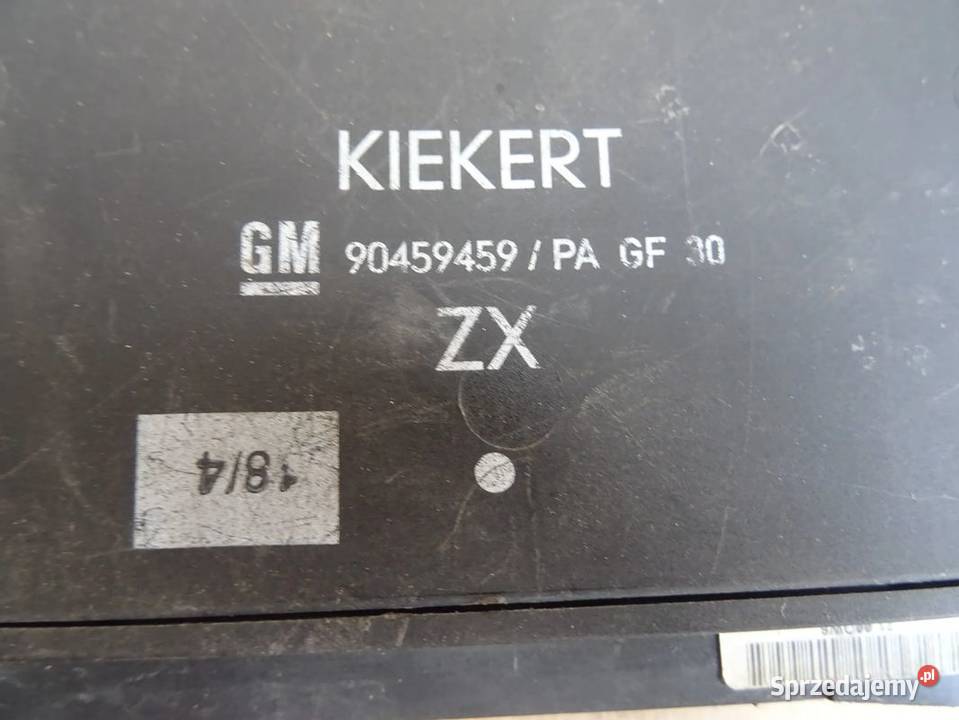 KIEKERT
GM 90459459 / PA GF 30
ZX
18/4
Sprzedajemy.pl